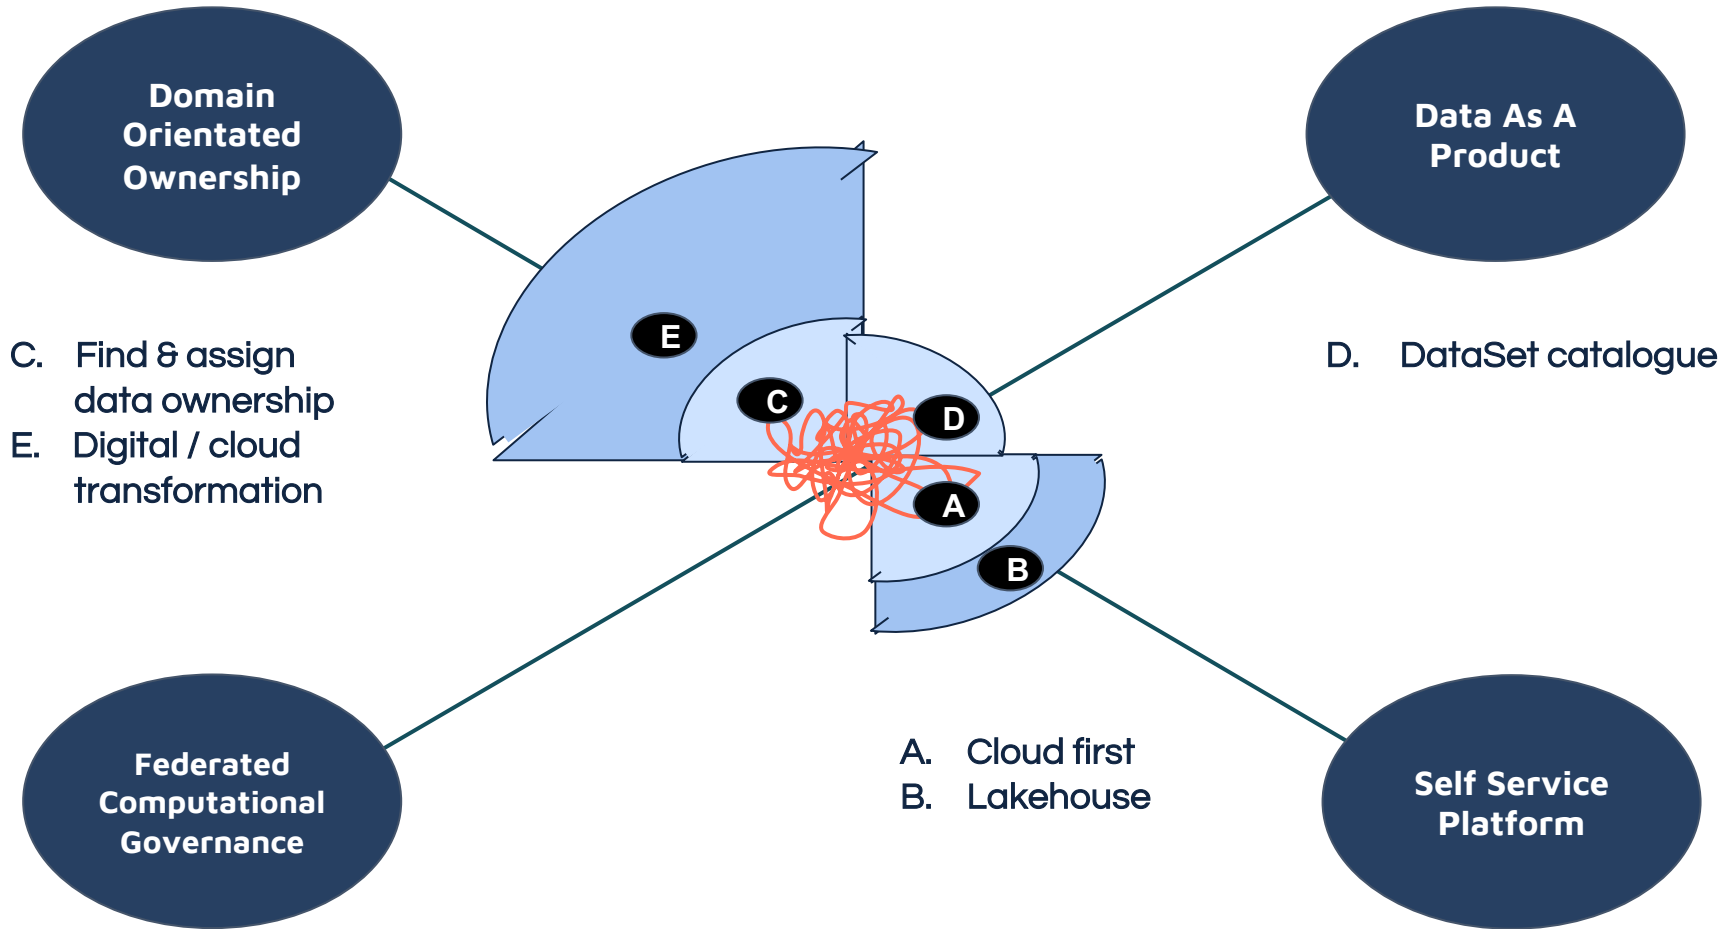 Domain
Orientated
Ownership
Data As A
Product
E
C
D
A
B
C. Find & assign
data ownership
E. Digital / cloud
transformation
D. DataSet catalogue
A. Cloud first
B. Lakehouse
Federated
Computational
Governance
Self Service
Platform